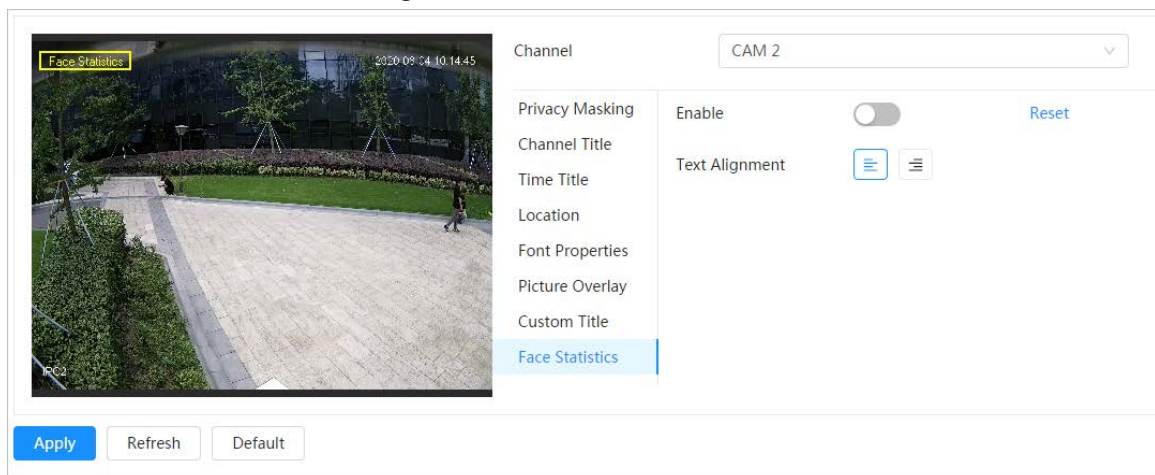 Face Statistics
2020-09-04 10:14:45
IPC2
Channel
CAM 2
Privacy Masking
Channel Title
Time Title
Location
Font Properties
Picture Overlay
Custom Title
Face Statistics
Enable
Reset
Text Alignment
Apply
Refresh
Default